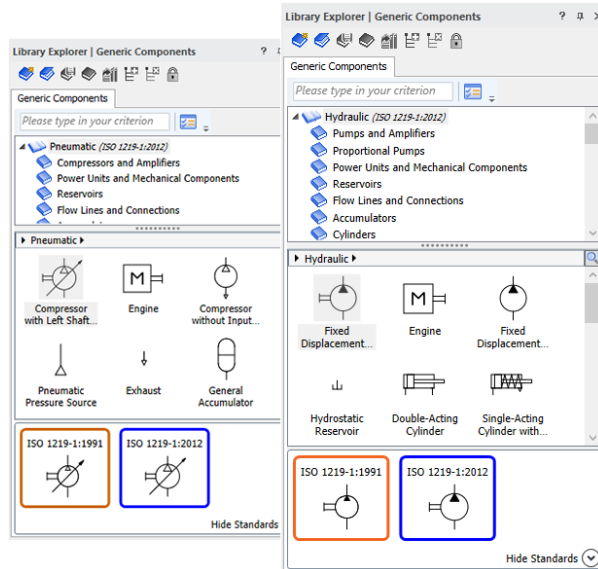 Library Explorer | Generic Components
?
Generic Components
Please type in your criterion
Pneumatic (ISO 1219-1:2012)
Compressors and Amplifiers
Power Units and Mechanical Components
Reservoirs
Flow Lines and Connections
Pneumatic
M
Compressor
with Left Shaft...
Engine
Compressor
without Input...
Pneumatic
Pressure Source
Exhaust
General
Accumulator
ISO 1219-1:1991
ISO 1219-1:2012
Hide Standards
Library Explorer | Generic Components
?
Generic Components
Please type in your criterion
Hydraulic (ISO 1219-1:2012)
Pumps and Amplifiers
Proportional Pumps
Power Units and Mechanical Components
Reservoirs
Flow Lines and Connections
Accumulators
Cylinders
Hydraulic
M
Fixed
Displacement...
Engine
Fixed
Displacement...
Hydrostatic
Reservoir
Double-Acting
Cylinder
Single-Acting
Cylinder with...
ISO 1219-1:1991
ISO 1219-1:2012
Hide Standards